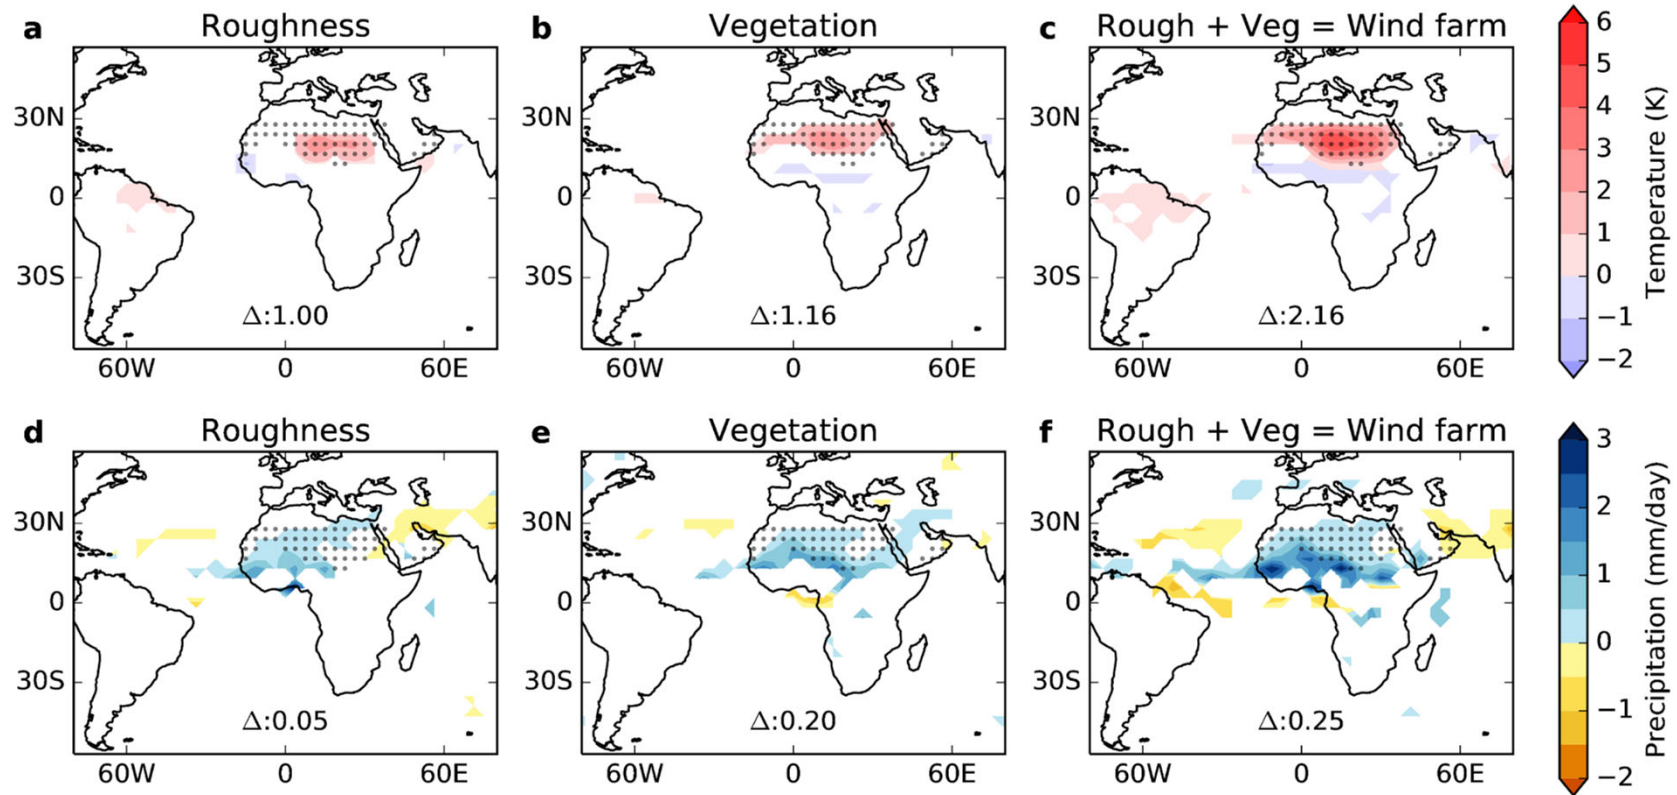 a Roughness
b Vegetation
c Rough + Veg = Wind farm
30N
0
30S
Δ:1.00
Δ:1.16
Δ:2.16
60W 0 60E
60W 0 60E
60W 0 60E
6
5
4
3
2
1
0
−1
−2
Temperature (K)
d Roughness
e Vegetation
f Rough + Veg = Wind farm
30N
0
30S
30N
0
30S
30N
0
30S
30N
0
30S
30N
0
30S
Δ:0.05
Δ:0.20
Δ:0.25
60W 0 60E
60W 0 60E
60W 0 60E
3
2
1
0
−1
−2
Precipitation (mm/day)